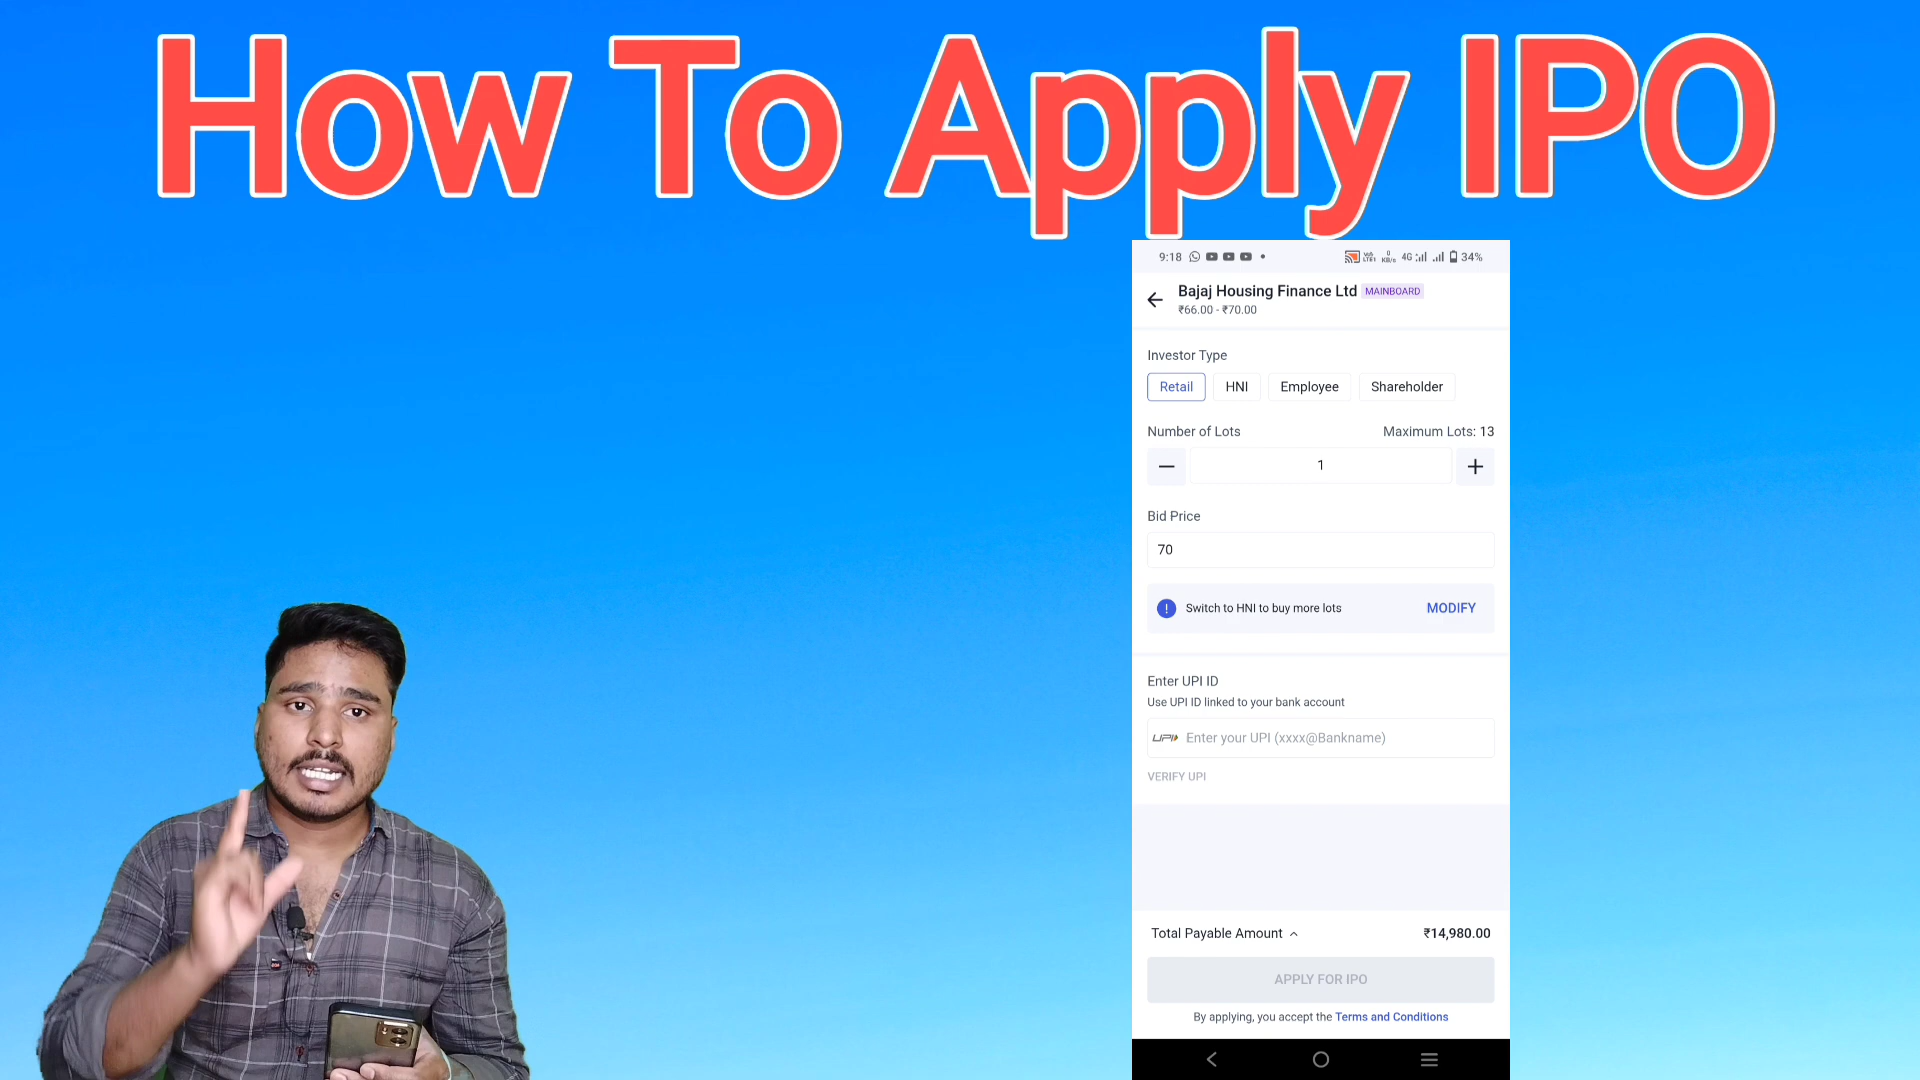 How To Apply IPO
9:18 4G 34%
Bajaj Housing Finance Ltd MAINBOARD
₹66.00 - ₹70.00
Investor Type
Retail HNI Employee Shareholder
Number of Lots Maximum Lots: 13
1
Bid Price
70
Switch to HNI to buy more lots MODIFY
Enter UPI ID
Use UPI ID linked to your bank account
UPI Enter your UPI (xxxx@Bankname)
VERIFY UPI
Total Payable Amount ₹14,980.00
APPLY FOR IPO
By applying, you accept the Terms and Conditions